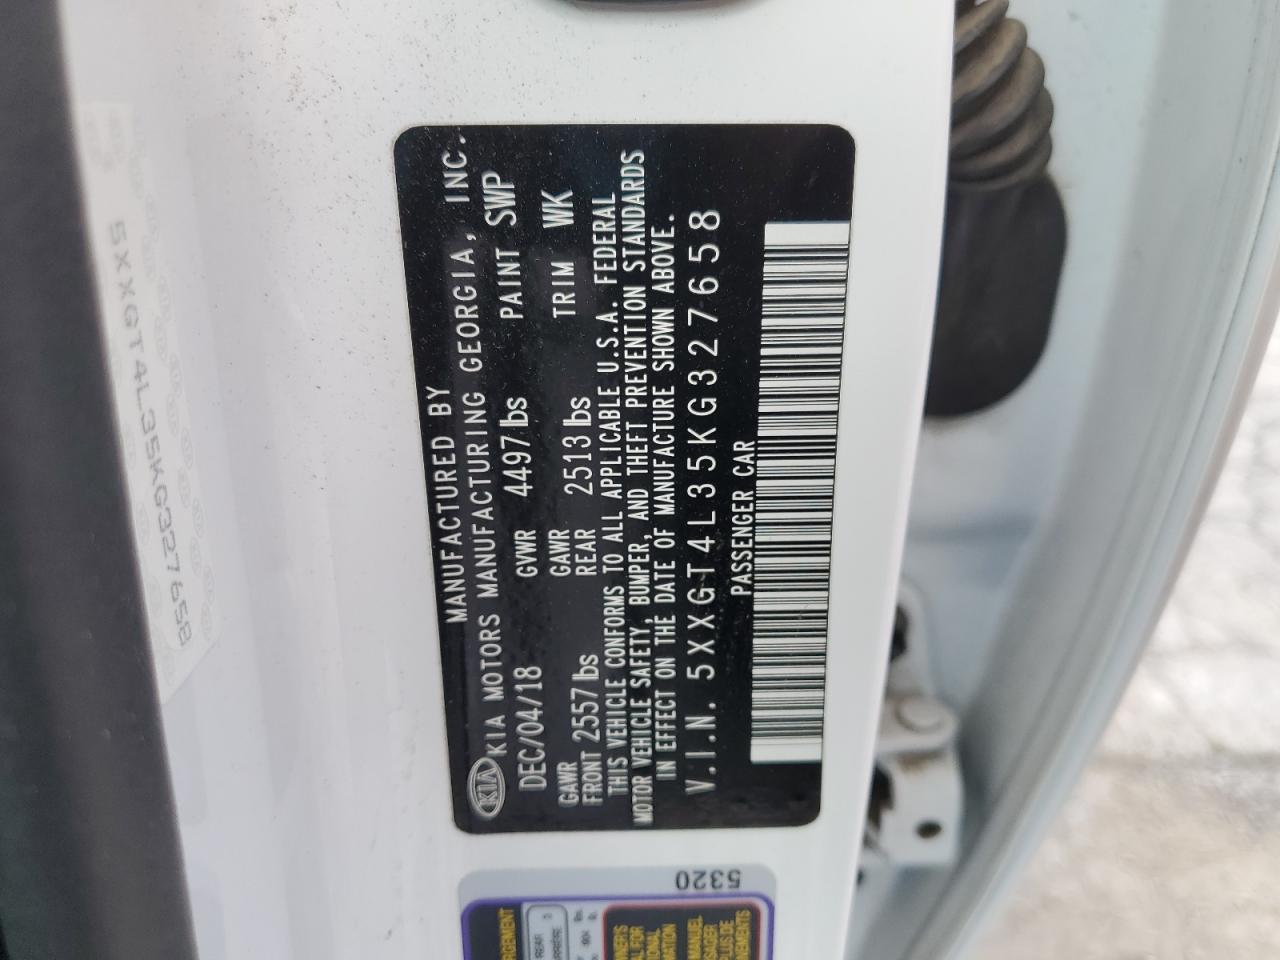 MANUFACTURED BY
KIA KIA MOTORS MANUFACTURING GEORGIA, INC.
DEC/04/18 GVWR 4497 lbs PAINT SWP
GAWR FRONT 2557 lbs GAWR REAR 2513 lbs TRIM WK
THIS VEHICLE CONFORMS TO ALL APPLICABLE U.S.A. FEDERAL
MOTOR VEHICLE SAFETY, BUMPER, AND THEFT PREVENTION STANDARDS
IN EFFECT ON THE DATE OF MANUFACTURE SHOWN ABOVE.
V.I.N. 5XXGT4L35KG327658
PASSENGER CAR
5XXGT4L35KG327658
5320